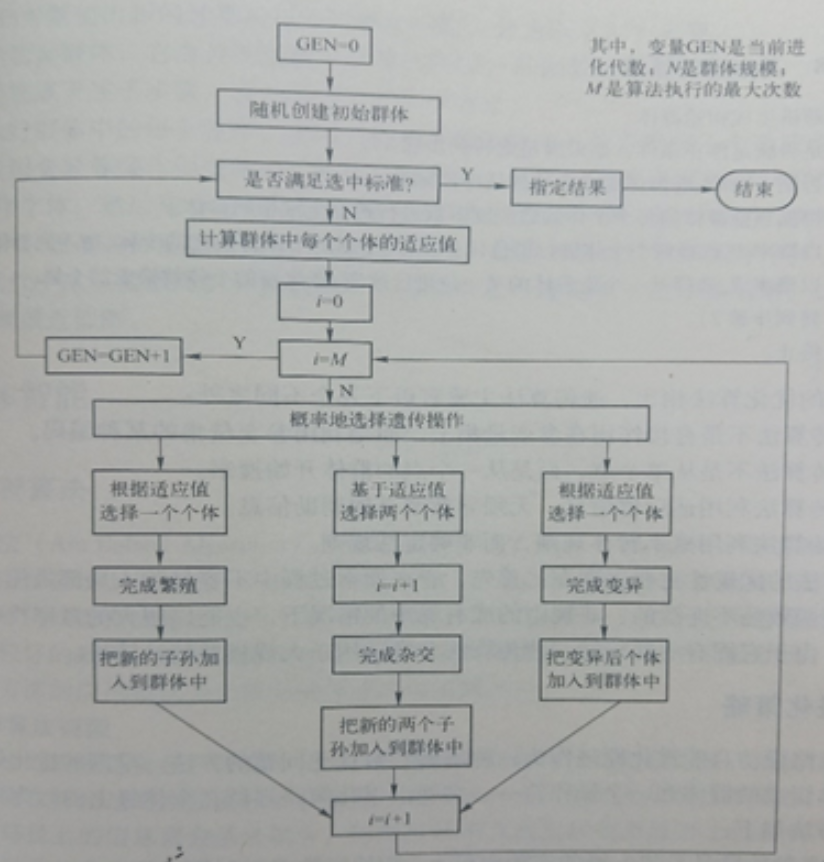 GEN=0
其中，变量GEN是当前进
化代数；N是群体规模；
M是算法执行的最大次数
随机创建初始群体
是否满足选中标准?
Y
指定结果
结束
N
计算群体中每个个体的适应值
i=0
GEN=GEN+1
Y
i=M
N
概率地选择遗传操作
根据适应值
选择一个个体
基于适应值
选择两个个体
根据适应值
选择一个个体
完成繁殖
i=i+1
完成变异
把新的子孙加
入到群体中
完成杂交
把变异后个体
加入到群体中
把新的两个子
孙加入到群体中
i=i+1